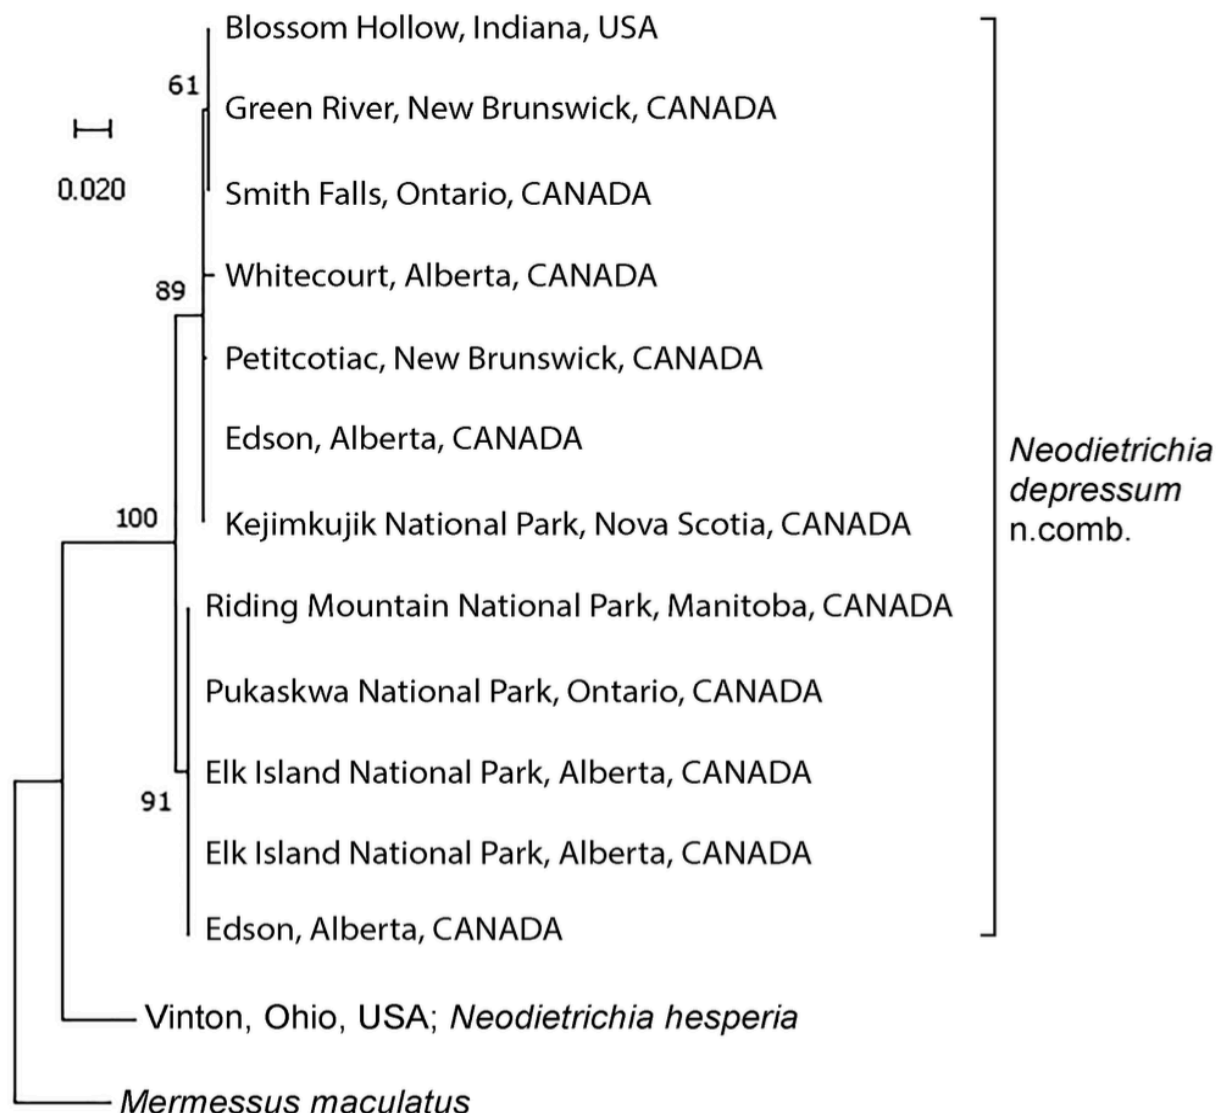 Blossom Hollow, Indiana, USA
61
Green River, New Brunswick, CANADA
0.020
Smith Falls, Ontario, CANADA
Whitecourt, Alberta, CANADA
89
Petitcotiac, New Brunswick, CANADA
Edson, Alberta, CANADA
Neodietrichia
depressum
n.comb.
100
Kejimkujik National Park, Nova Scotia, CANADA
Riding Mountain National Park, Manitoba, CANADA
Pukaskwa National Park, Ontario, CANADA
Elk Island National Park, Alberta, CANADA
91
Elk Island National Park, Alberta, CANADA
Edson, Alberta, CANADA
Vinton, Ohio, USA; Neodietrichia hesperia
Mermessus maculatus